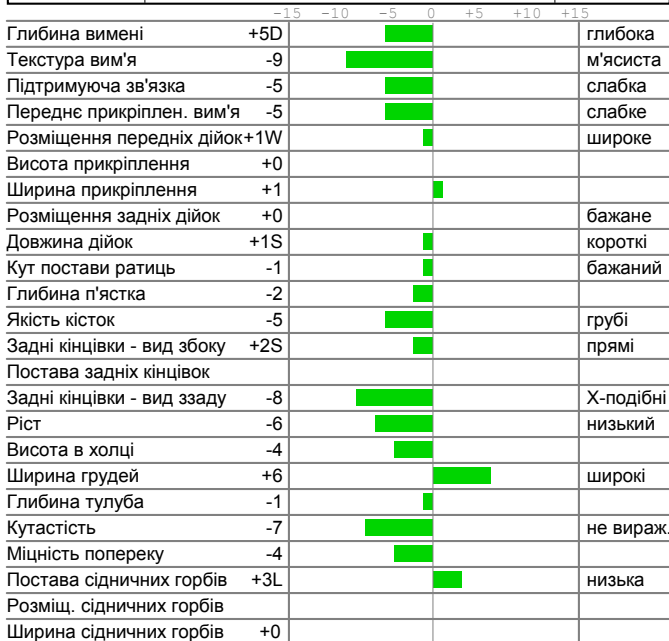 -15 -10 -5 0 +5 +10 +15
Глибина вимені +5D глибока
Текстура вим'я -9 м'ясиста
Підтримуюча зв'язка -5 слабка
Переднє прикріплен. вим'я -5 слабке
Розміщення передніх дійок+1W широке
Висота прикріплення +0
Ширина прикріплення +1
Розміщення задніх дійок +0 бажане
Довжина дійок +1S короткі
Кут постави ратиць -1 бажаний
Глибина п'ястка -2
Якість кісток -5 грубі
Задні кінцівки - вид збоку +2S прямі
Постава задніх кінцівок
Задні кінцівки - вид ззаду -8 Х-подібні
Ріст -6 низький
Висота в холці -4
Ширина грудей +6 широкі
Глибина тулуба -1
Кутастість -7 не вираж.
Міцність попереку -4
Постава сідничних горбів +3L низька
Розміщ. сідничних горбів
Ширина сідничних горбів +0